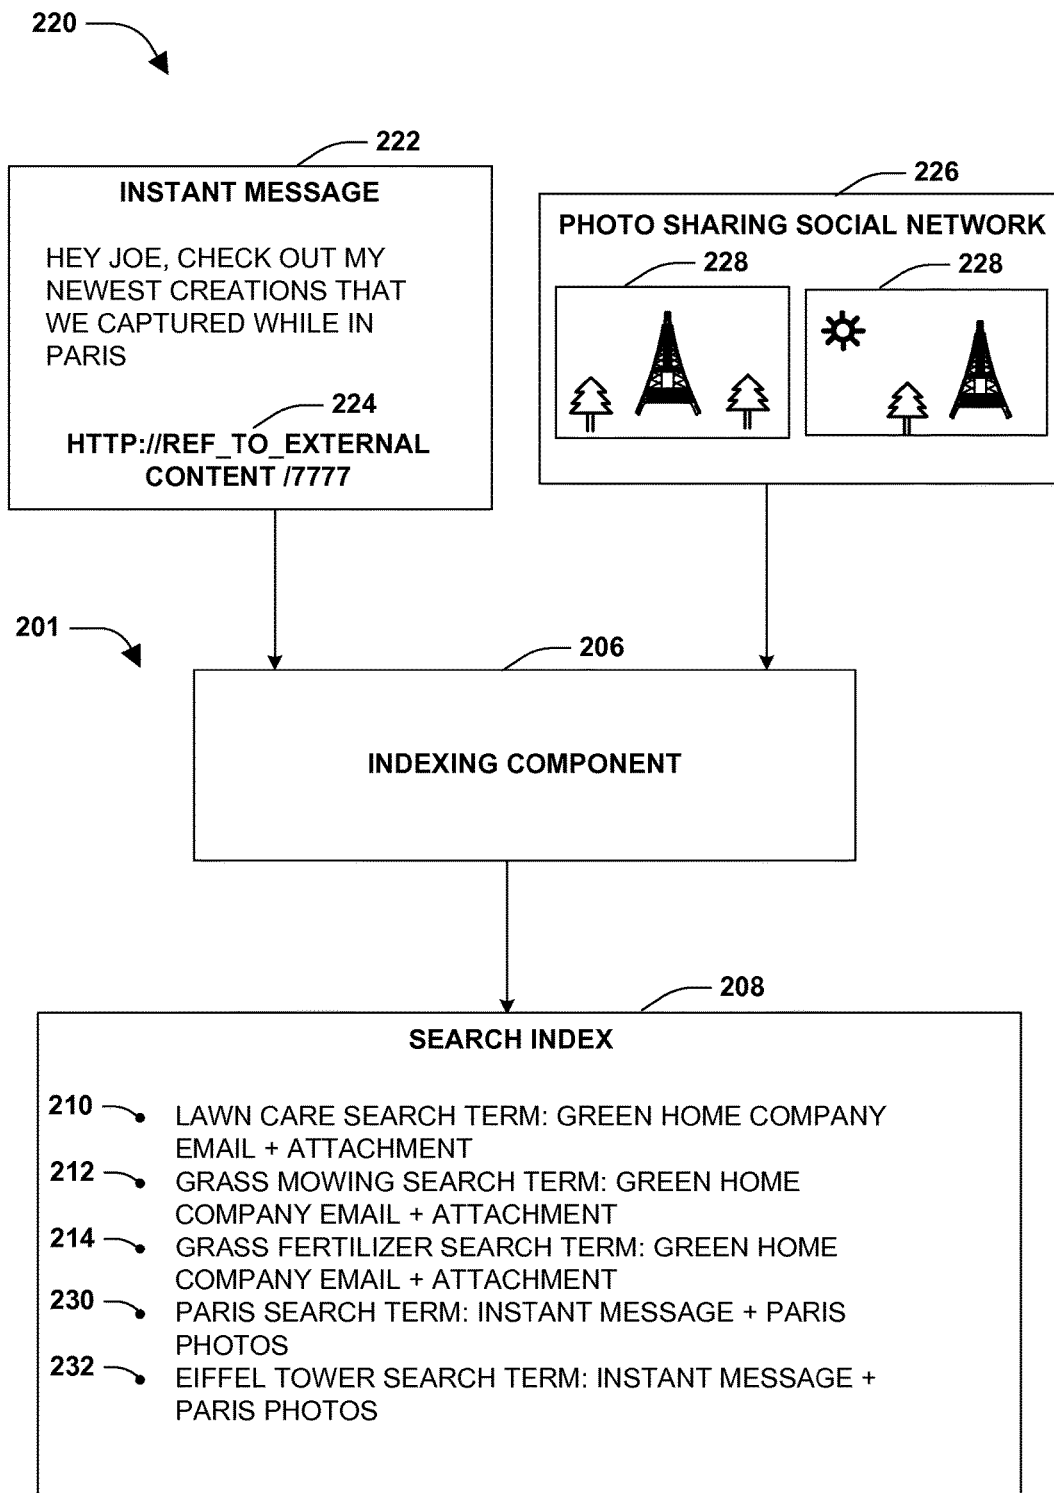 220
222
INSTANT MESSAGE
HEY JOE, CHECK OUT MY
NEWEST CREATIONS THAT
WE CAPTURED WHILE IN
PARIS
224
HTTP://REF_TO_EXTERNAL
CONTENT /7777
226
PHOTO SHARING SOCIAL NETWORK
228
228
201
206
INDEXING COMPONENT
208
SEARCH INDEX
210
• LAWN CARE SEARCH TERM: GREEN HOME COMPANY
EMAIL + ATTACHMENT
212
• GRASS MOWING SEARCH TERM: GREEN HOME
COMPANY EMAIL + ATTACHMENT
214
• GRASS FERTILIZER SEARCH TERM: GREEN HOME
COMPANY EMAIL + ATTACHMENT
230
• PARIS SEARCH TERM: INSTANT MESSAGE + PARIS
PHOTOS
232
• EIFFEL TOWER SEARCH TERM: INSTANT MESSAGE +
PARIS PHOTOS